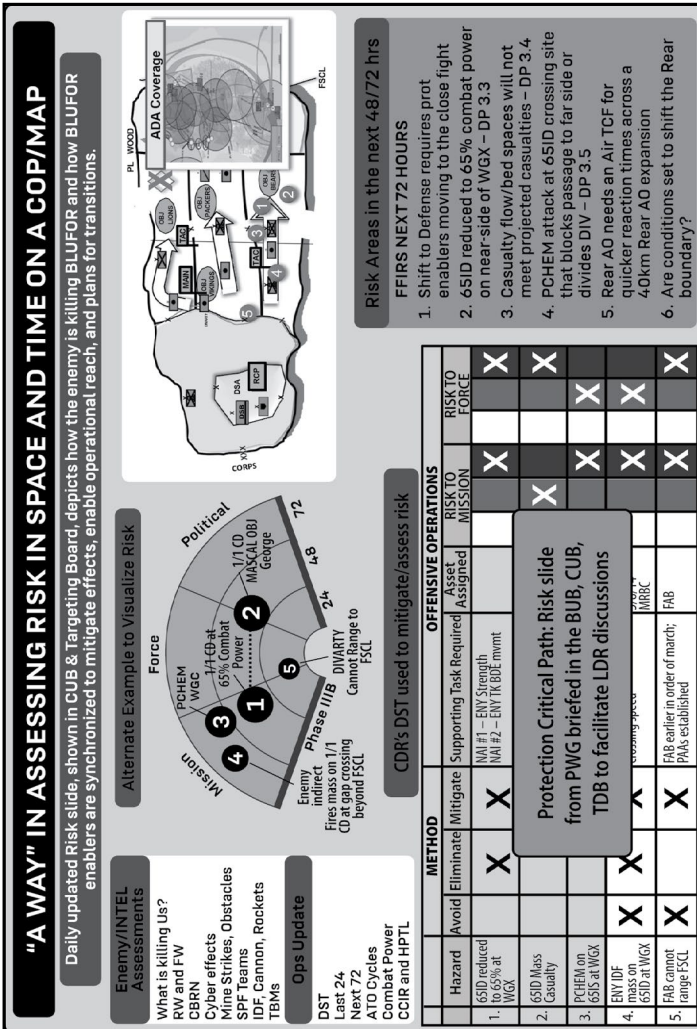 “A WAY” IN ASSESSING RISK IN SPACE AND TIME ON A COP/MAP
Daily updated Risk slide, shown in CUB & Targeting Board, depicts how the enemy is killing BLUFOR and how BLUFOR
enablers are synchronized to mitigate effects, enable operational reach, and plans for transitions.
Enemy/INTEL
Assessments
What is killing Us?
RW and FW
CBRN
Cyber effects
Mine Strikes, Obstacles
SPF Teams
IDF, Cannon, Rockets
TBMs
Ops Update
DST
Last 24
Next 72
ATO Cycles
Combat Power
CCIR and HPTL
Alternate Example to Visualize Risk
Force
Mission
Political
PCHEM
WGC
1/1 CD at
65% Combat
Power
1/1 CD
MASCAL OBJ
George
3
4
1
2
5
Enemy
indirect
Fires mass on 1/1
CD at gap crossing
beyond FSCL
Phase IIIB
DIVARTY
Cannot Range to
FSCL
24
48
72
CORPS
XXX
DSA
DSB
RCP
MAIN
TAC
TAC
OBJ
VIKINGS
OBJ
LIONS
OBJ
PACKERS
OBJ
BEARS
PL WOOD
ADA Coverage
FSCL
5
4
3
1
2
CDR’s DST used to mitigate/assess risk
METHOD
OFFENSIVE OPERATIONS
Hazard
Avoid
Eliminate
Mitigate
Supporting Task Required
Asset
Assigned
RISK TO
MISSION
RISK TO
FORCE
1.
65ID reduced
to 65% at
WGX
X
X
NAI #1 – ENY Strength
NAI #2 – ENY TK BDE mvmt
X
X
2.
65ID Mass
Casualty
X
X
3.
PCHEM on
65IS at WGX
X
X
4.
ENY IDF
mass on
65ID at WGX
X
X
X
crossing speed
MRBC
X
X
5.
FAB cannot
range FSCL
X
X
FAB earlier in order of march;
PAAs established
FAB
X
X
Protection Critical Path: Risk slide
from PWG briefed in the BUB, CUB,
TDB to facilitate LDR discussions
Risk Areas in the next 48/72 hrs
FFIRS NEXT 72 HOURS
1. Shift to Defense requires prot
enablers moving to the close fight
2. 65ID reduced to 65% combat power
on near-side of WGX – DP 3.3
3. Casualty flow/bed spaces will not
meet projected casualties – DP 3.4
4. PCHEM attack at 65ID crossing site
that blocks passage to far side or
divides DIV – DP 3.5
5. Rear AO needs an Air TCF for
quicker reaction times across a
40km Rear AO expansion
6. Are conditions set to shift the Rear
boundary?